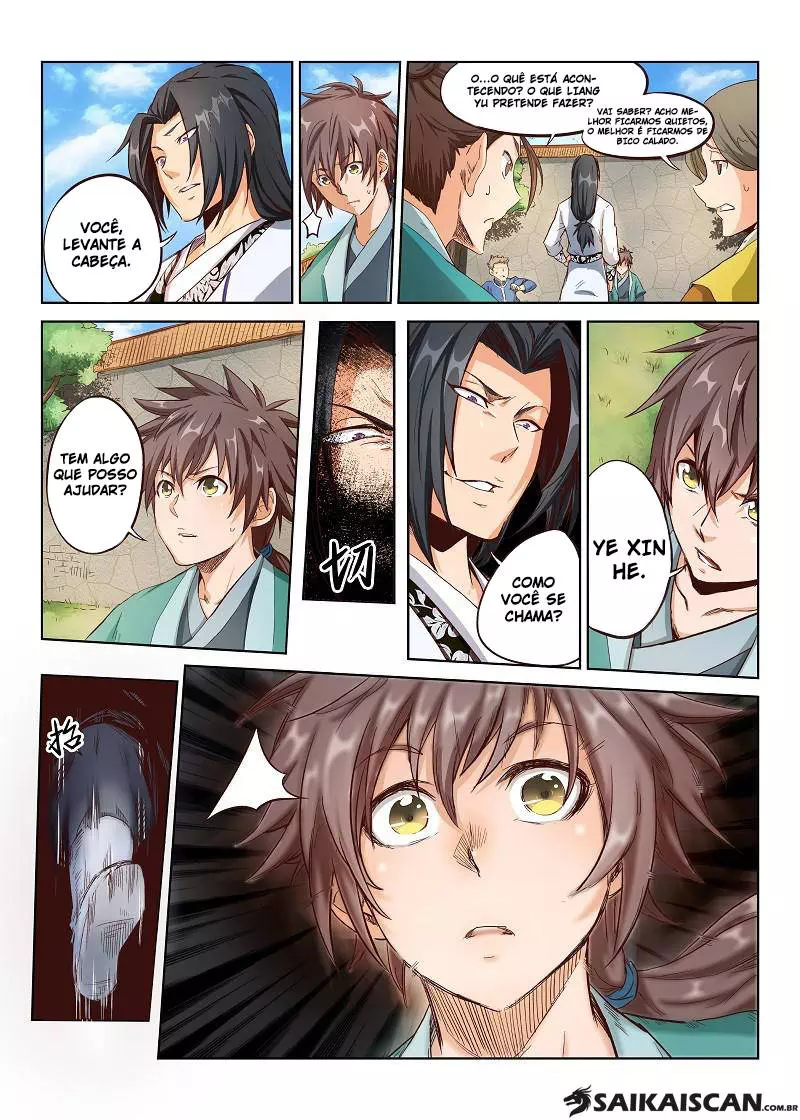 VOCÊ,
LEVANTE A
CABEÇA.
O...O QUÊ ESTÁ ACON-
TECENDO? O QUE LIANG
YU PRETENDE FAZER?
VAI SABER? ACHO ME-
LHOR FICARMOS QUIETOS,
O MELHOR É FICARMOS DE
BICO CALADO.
TEM ALGO
QUE POSSO
AJUDAR?
切
COMO
VOCÊ SE
CHAMA?
YE XIN
HE.
抬
SAIKAISCAN.COM.BR